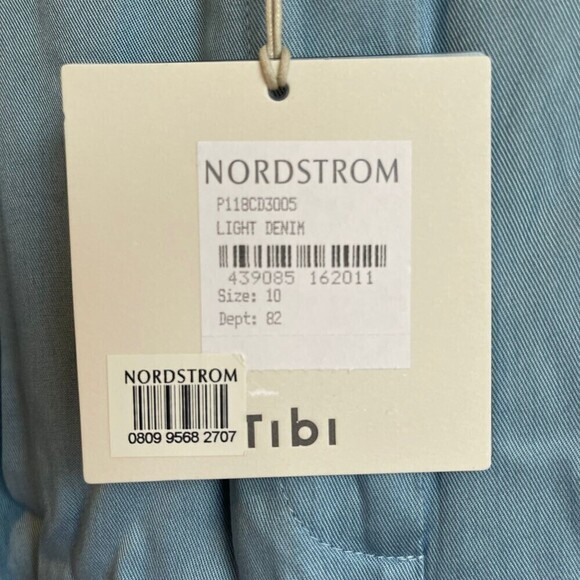 NORDSTROM
P118CD3005
LIGHT DENIM
439085 162011
Size: 10
Dept: 82
NORDSTROM
0809 9568 2707
Tibi